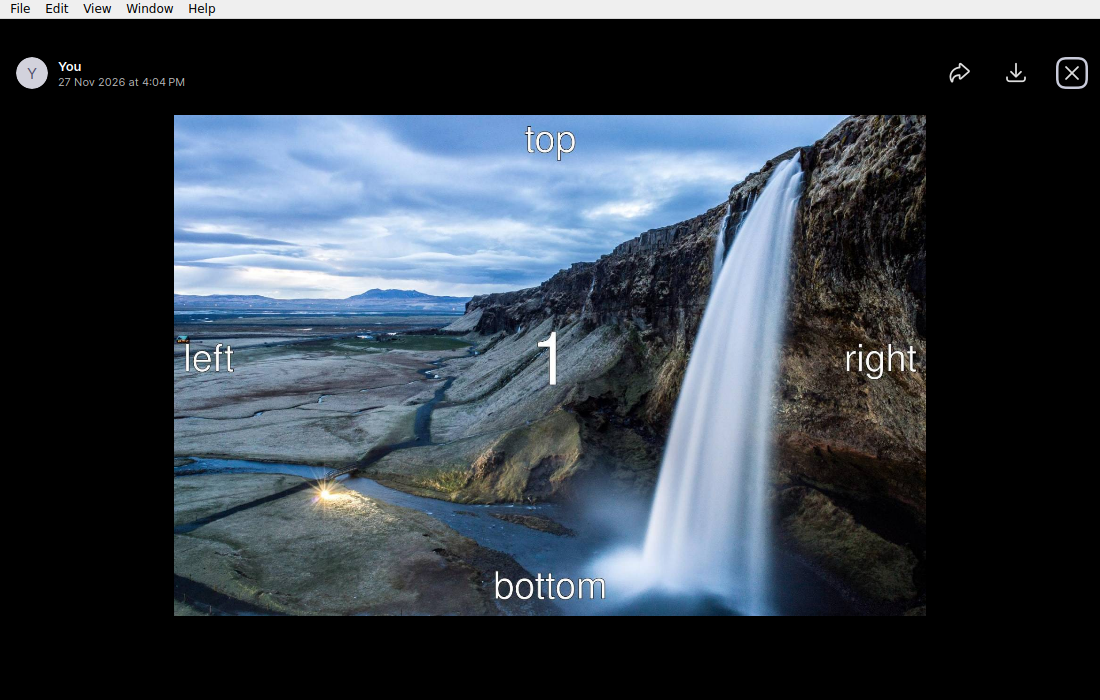 File Edit View Window Help
Y
You
27 Nov 2026 at 4:04 PM
top
left 1 right
bottom